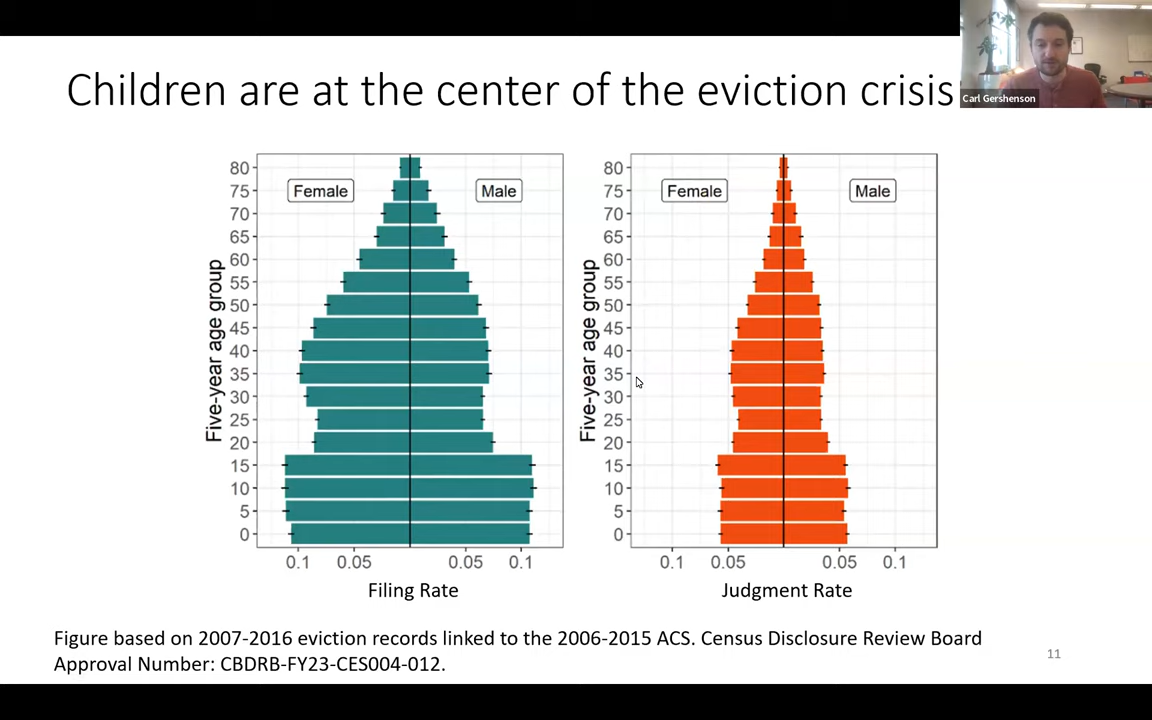 Children are at the center of the eviction crisis
Carl Gershenson
Five-year age group
80
75
70
65
60
55
50
45
40
35
30
25
20
15
10
5
0
Female
Male
0.1 0.05 0.05 0.1
Filing Rate
Five-year age group
80
75
70
65
60
55
50
45
40
35
30
25
20
15
10
5
0
Female
Male
0.1 0.05 0.05 0.1
Judgment Rate
Figure based on 2007-2016 eviction records linked to the 2006-2015 ACS. Census Disclosure Review Board
Approval Number: CBDRB-FY23-CES004-012.
11